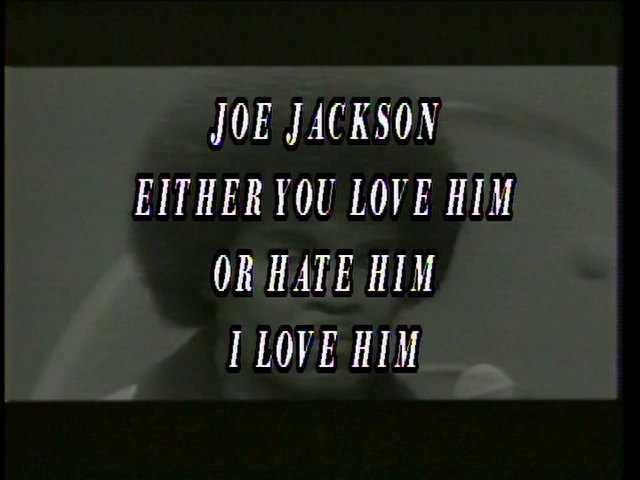 JOE JACKSON
EITHER YOU LOVE HIM
OR HATE HIM
I LOVE HIM